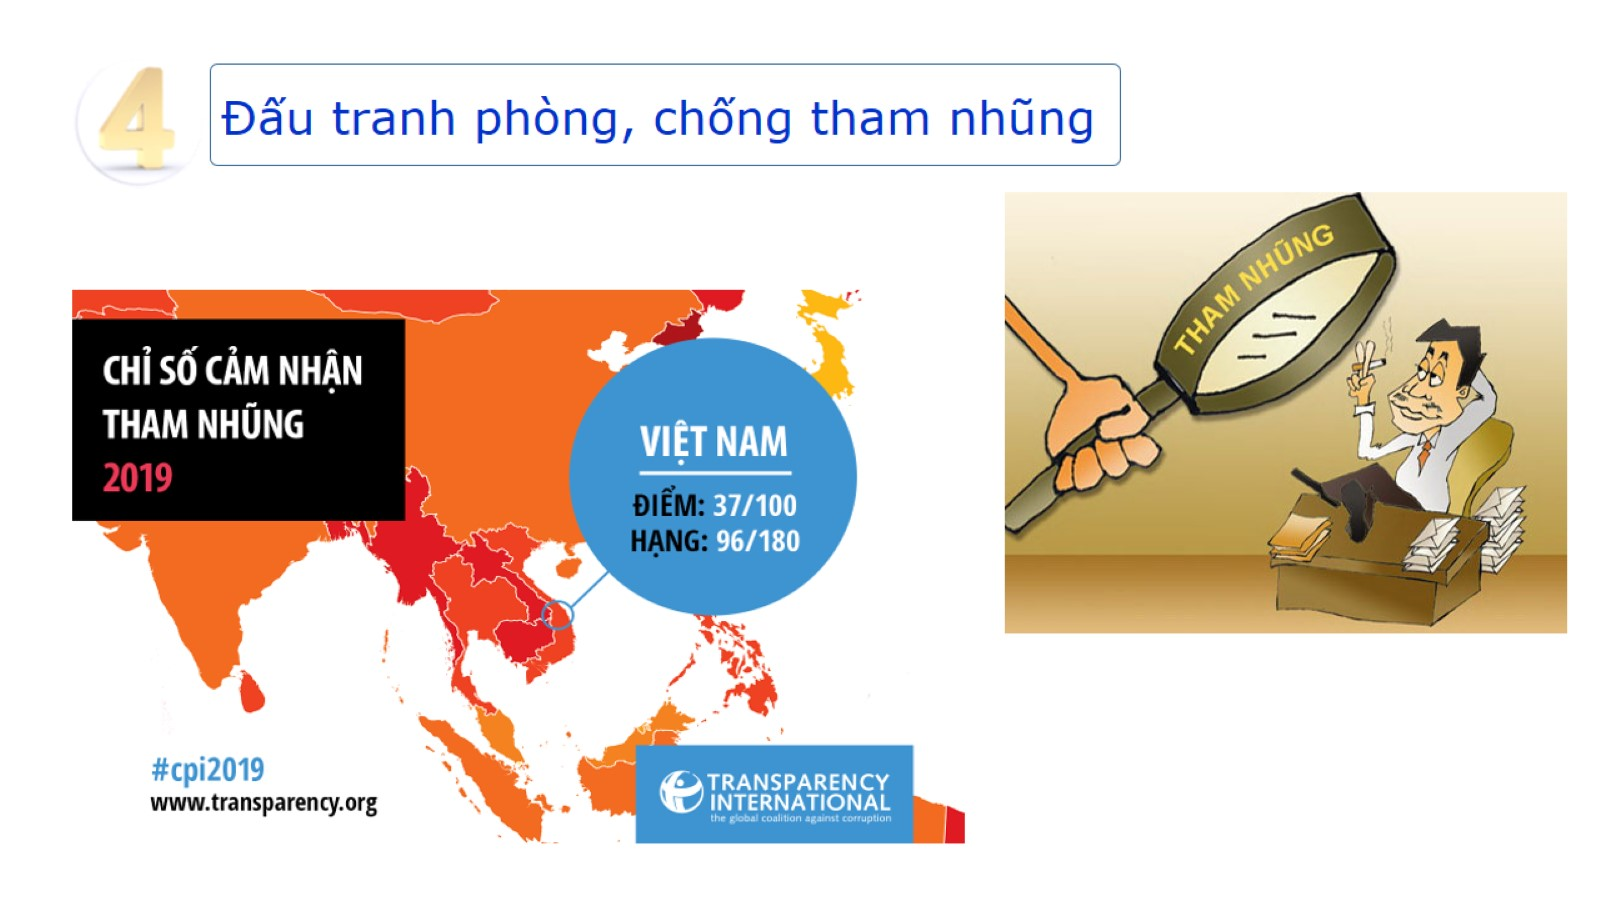 4
Đấu tranh phòng, chống tham nhũng
THAM NHŨNG
CHỈ SỐ CẢM NHẬN
THAM NHŨNG
2019
VIỆT NAM
ĐIỂM: 37/100
HẠNG: 96/180
#cpi2019
www.transparency.org
TRANSPARENCY
INTERNATIONAL
the global coalition against corruption